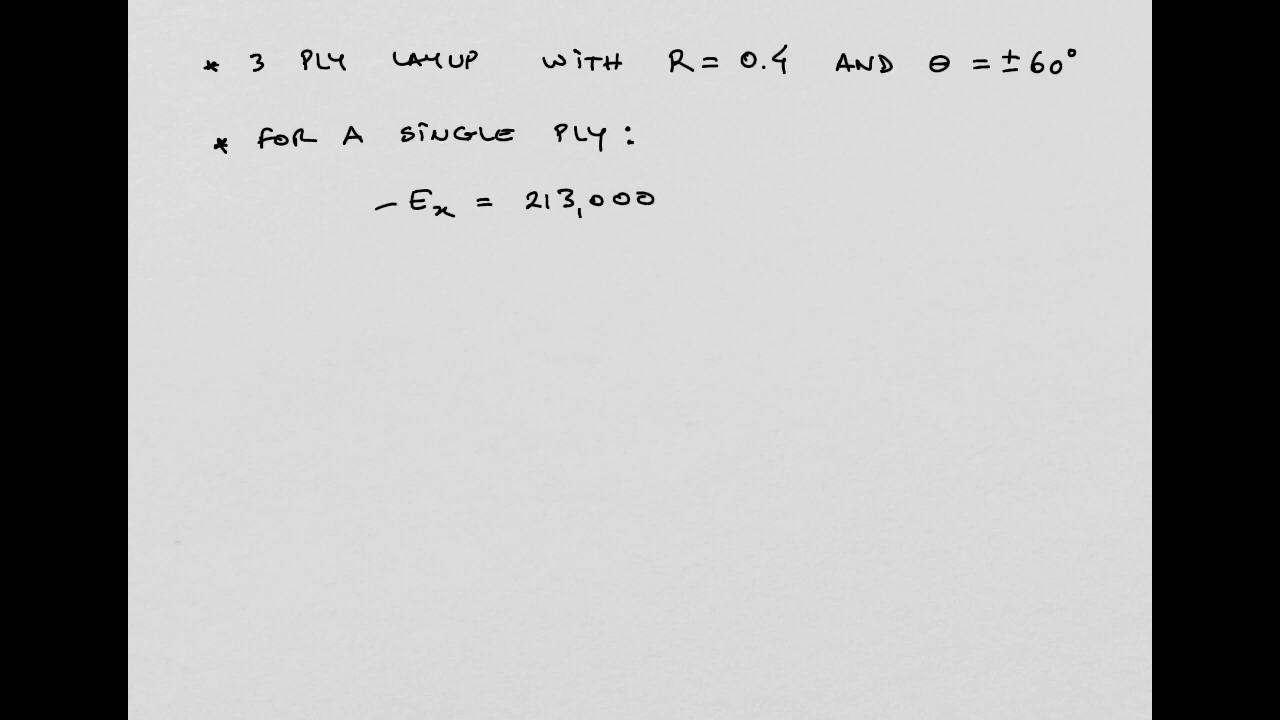 * 3 PLY LAYUP WITH R = 0.4 AND θ = ± 60°
* FOR A SINGLE PLY :
- Ex = 213,000